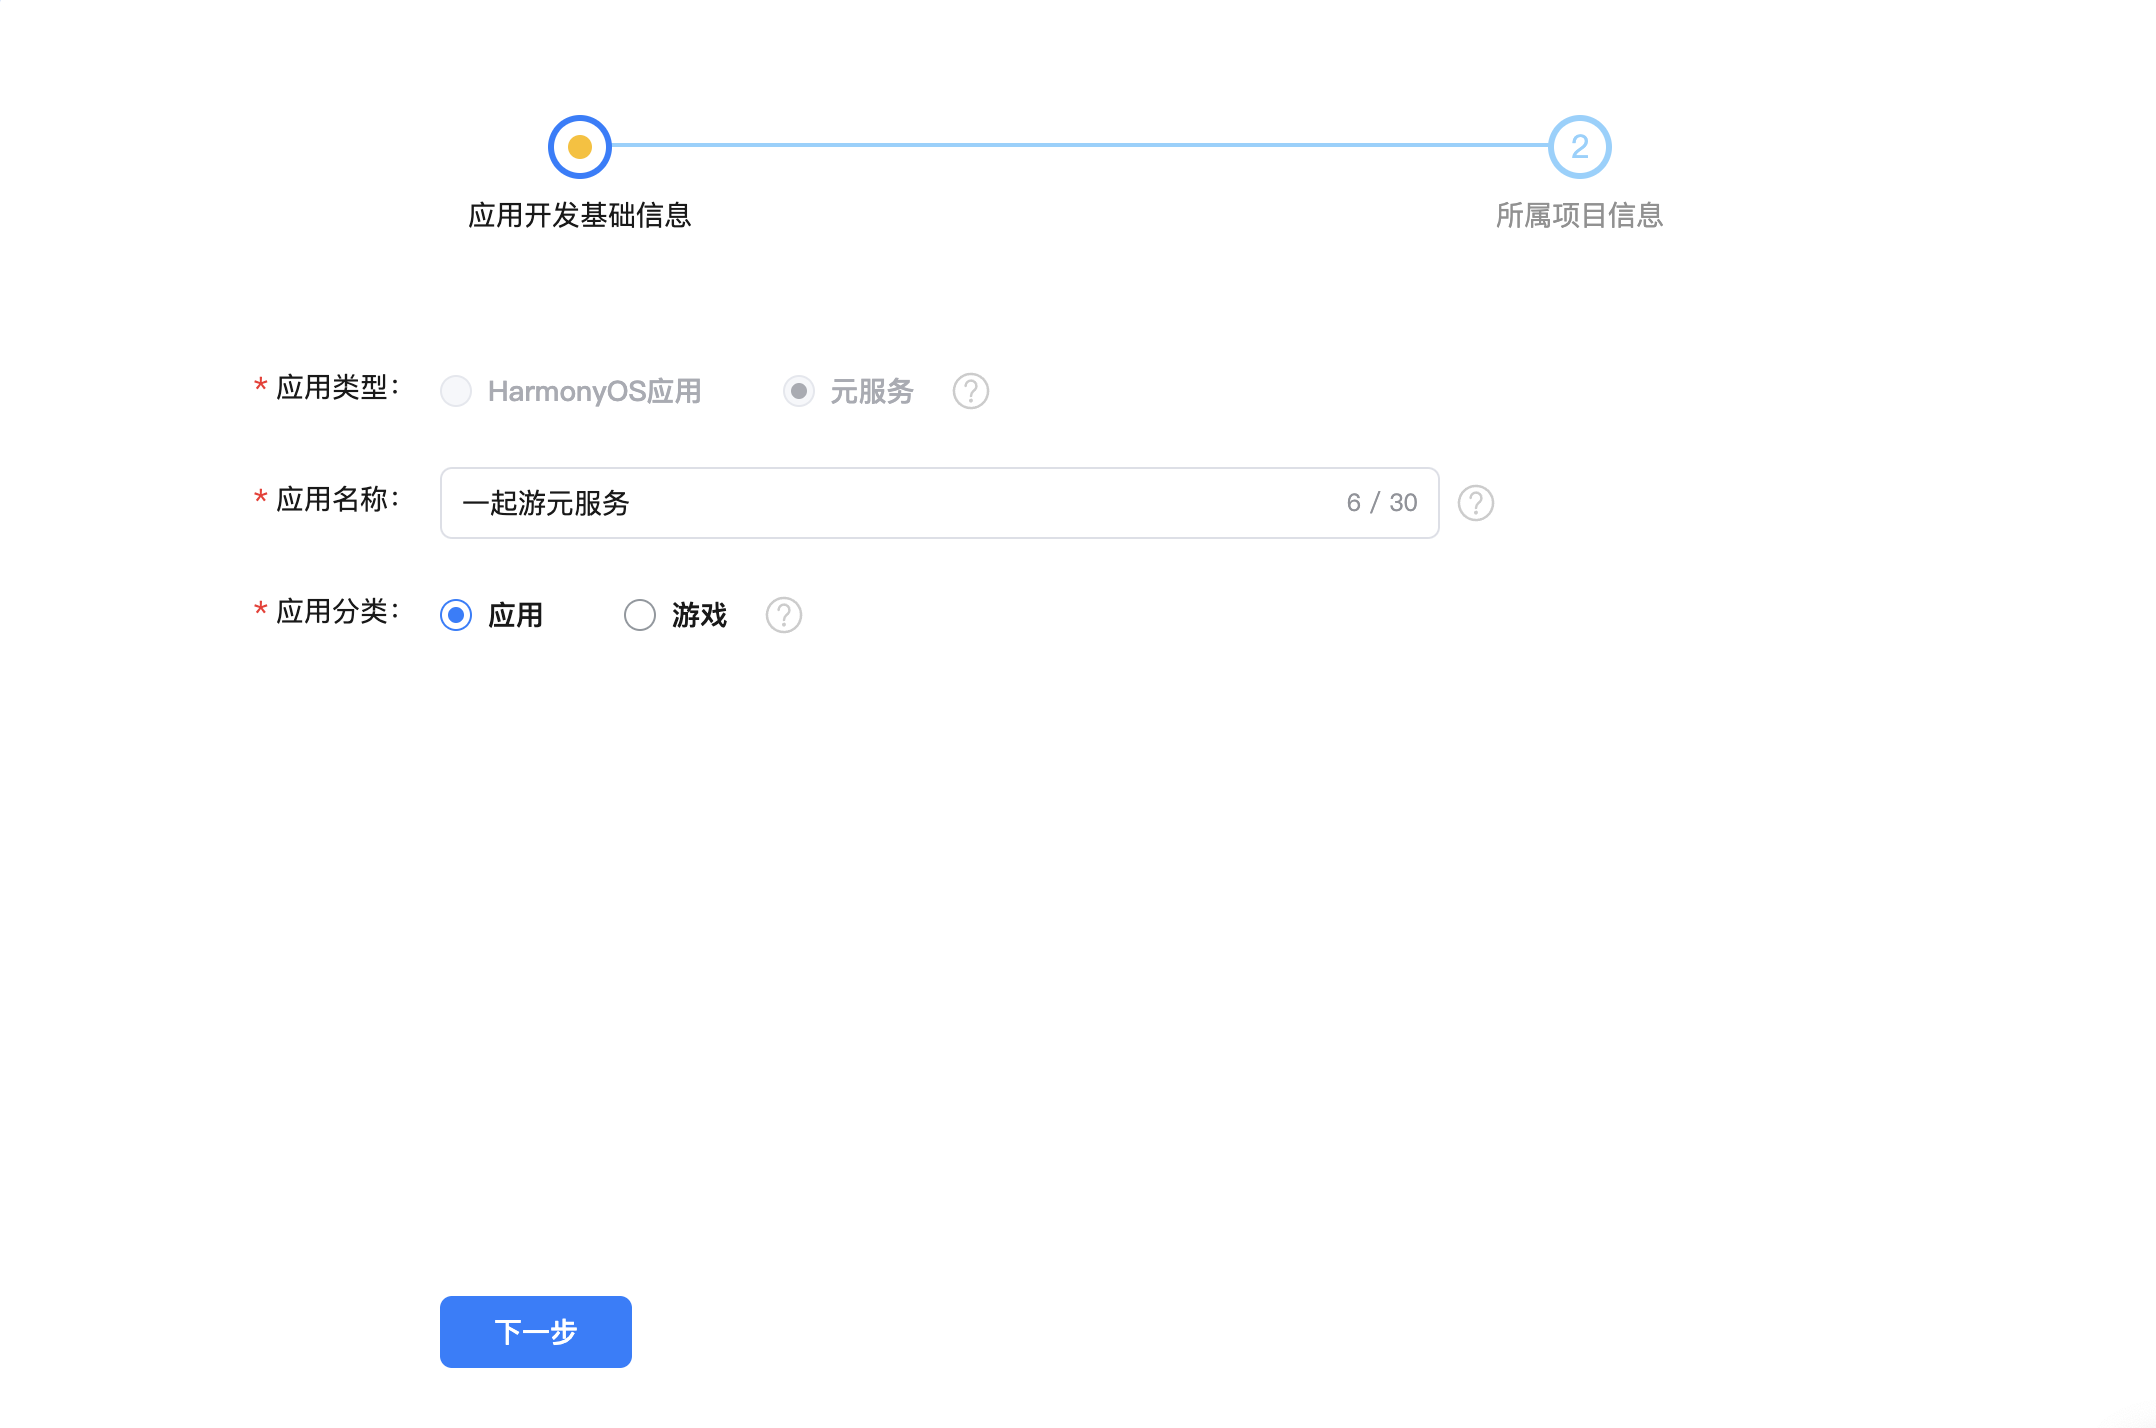 2
应用开发基础信息
所属项目信息
* 应用类型：
HarmonyOS应用
元服务
?
* 应用名称：
一起游元服务
6 / 30
?
* 应用分类：
应用
游戏
?
下一步